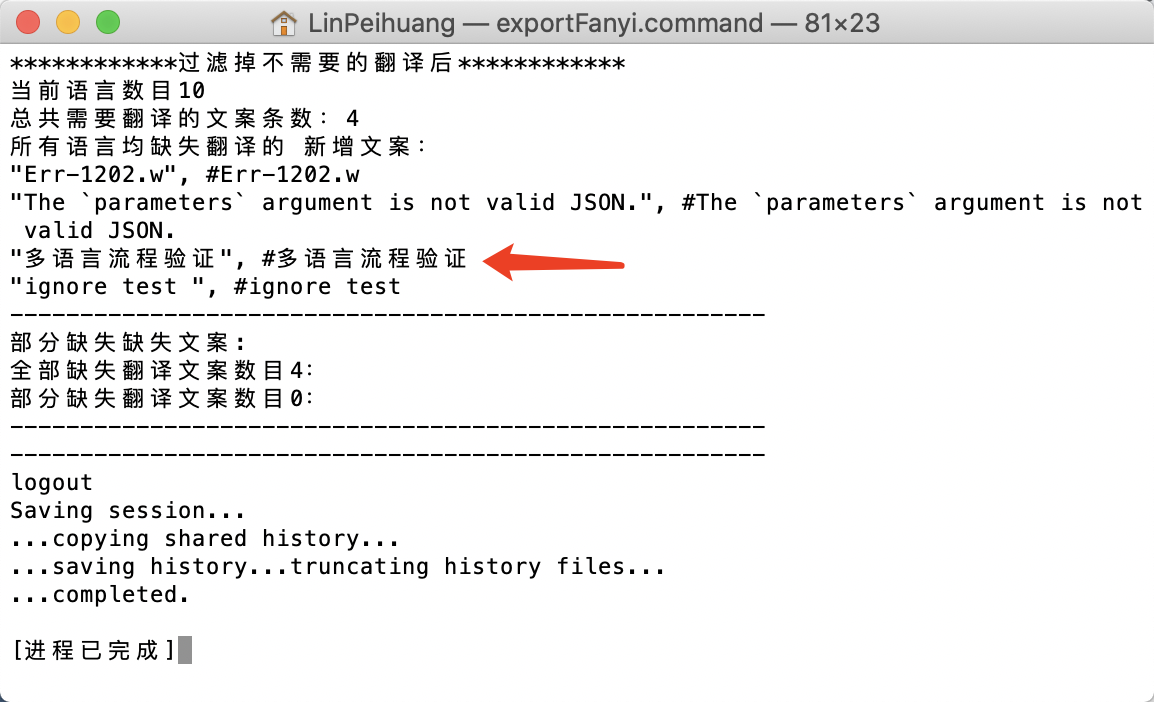 LinPeihuang — exportFanyi.command — 81×23
************过滤掉不需要的翻译后************
当前语言数目10
总共需要翻译的文案条数：4
所有语言均缺失翻译的 新增文案：
"Err-1202.w", #Err-1202.w
"The `parameters` argument is not valid JSON.", #The `parameters` argument is not
 valid JSON.
"多语言流程验证", #多语言流程验证
"ignore test ", #ignore test
------------------------------------------------------
部分缺失缺失文案:
全部缺失翻译文案数目4：
部分缺失翻译文案数目0：
------------------------------------------------------
------------------------------------------------------
logout
Saving session...
...copying shared history...
...saving history...truncating history files...
...completed.
[进程已完成]